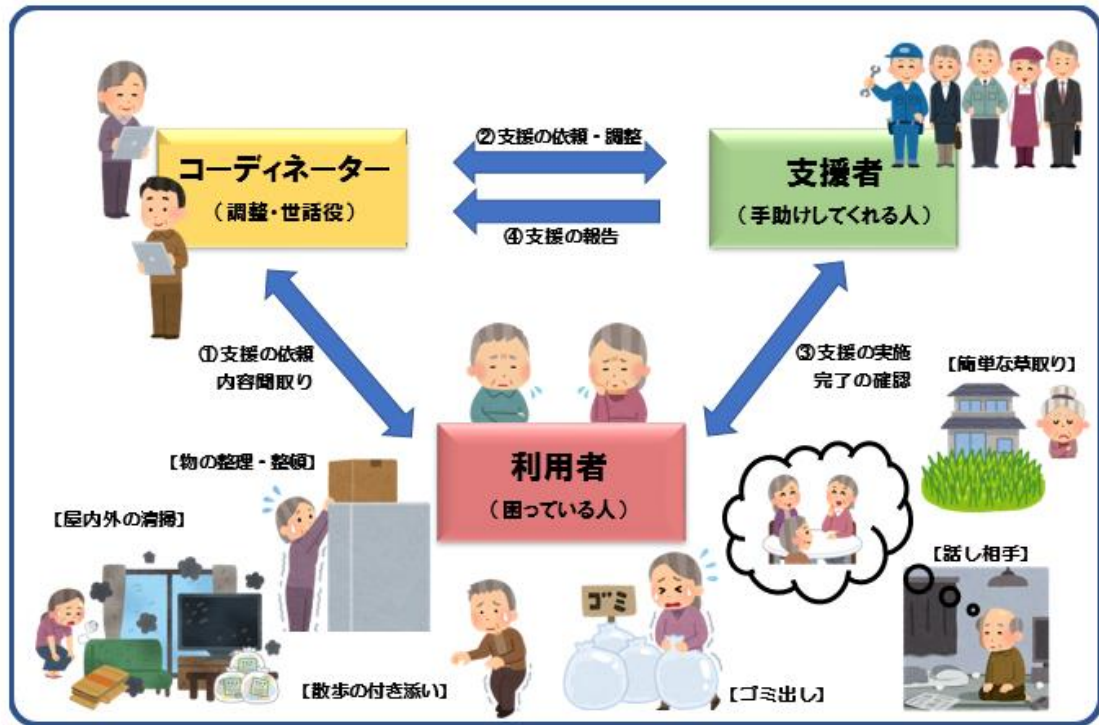 ②支援の依頼・調整
コーディネーター
（調整・世話役）
支援者
（手助けしてくれる人）
④支援の報告
①支援の依頼
内容聞取り
③支援の実施
完了の確認
［簡単な草取り］
利用者
（困っている人）
［物の整理・整頓］
［屋内外の清掃］
［話し相手］
ゴミ
［散歩の付き添い］
［ゴミ出し］